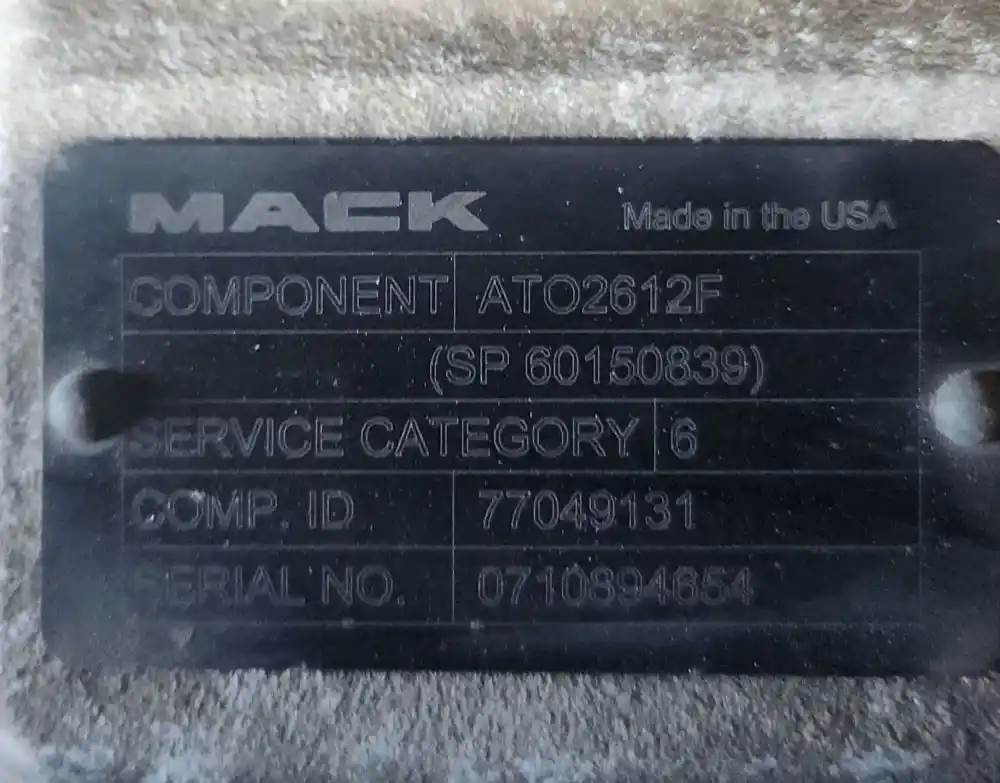 MACK Made in the USA
COMPONENT ATO2612F
(SP 60150839)
SERVICE CATEGORY 6
COMP. ID 77049131
SERIAL NO. 0710894654